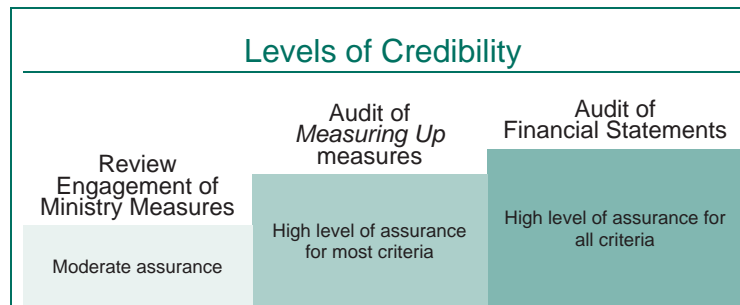 Levels of Credibility
Review
Engagement of
Ministry Measures
Moderate assurance
Audit of
Measuring Up
measures
High level of assurance
for most criteria
Audit of
Financial Statements
High level of assurance for
all criteria